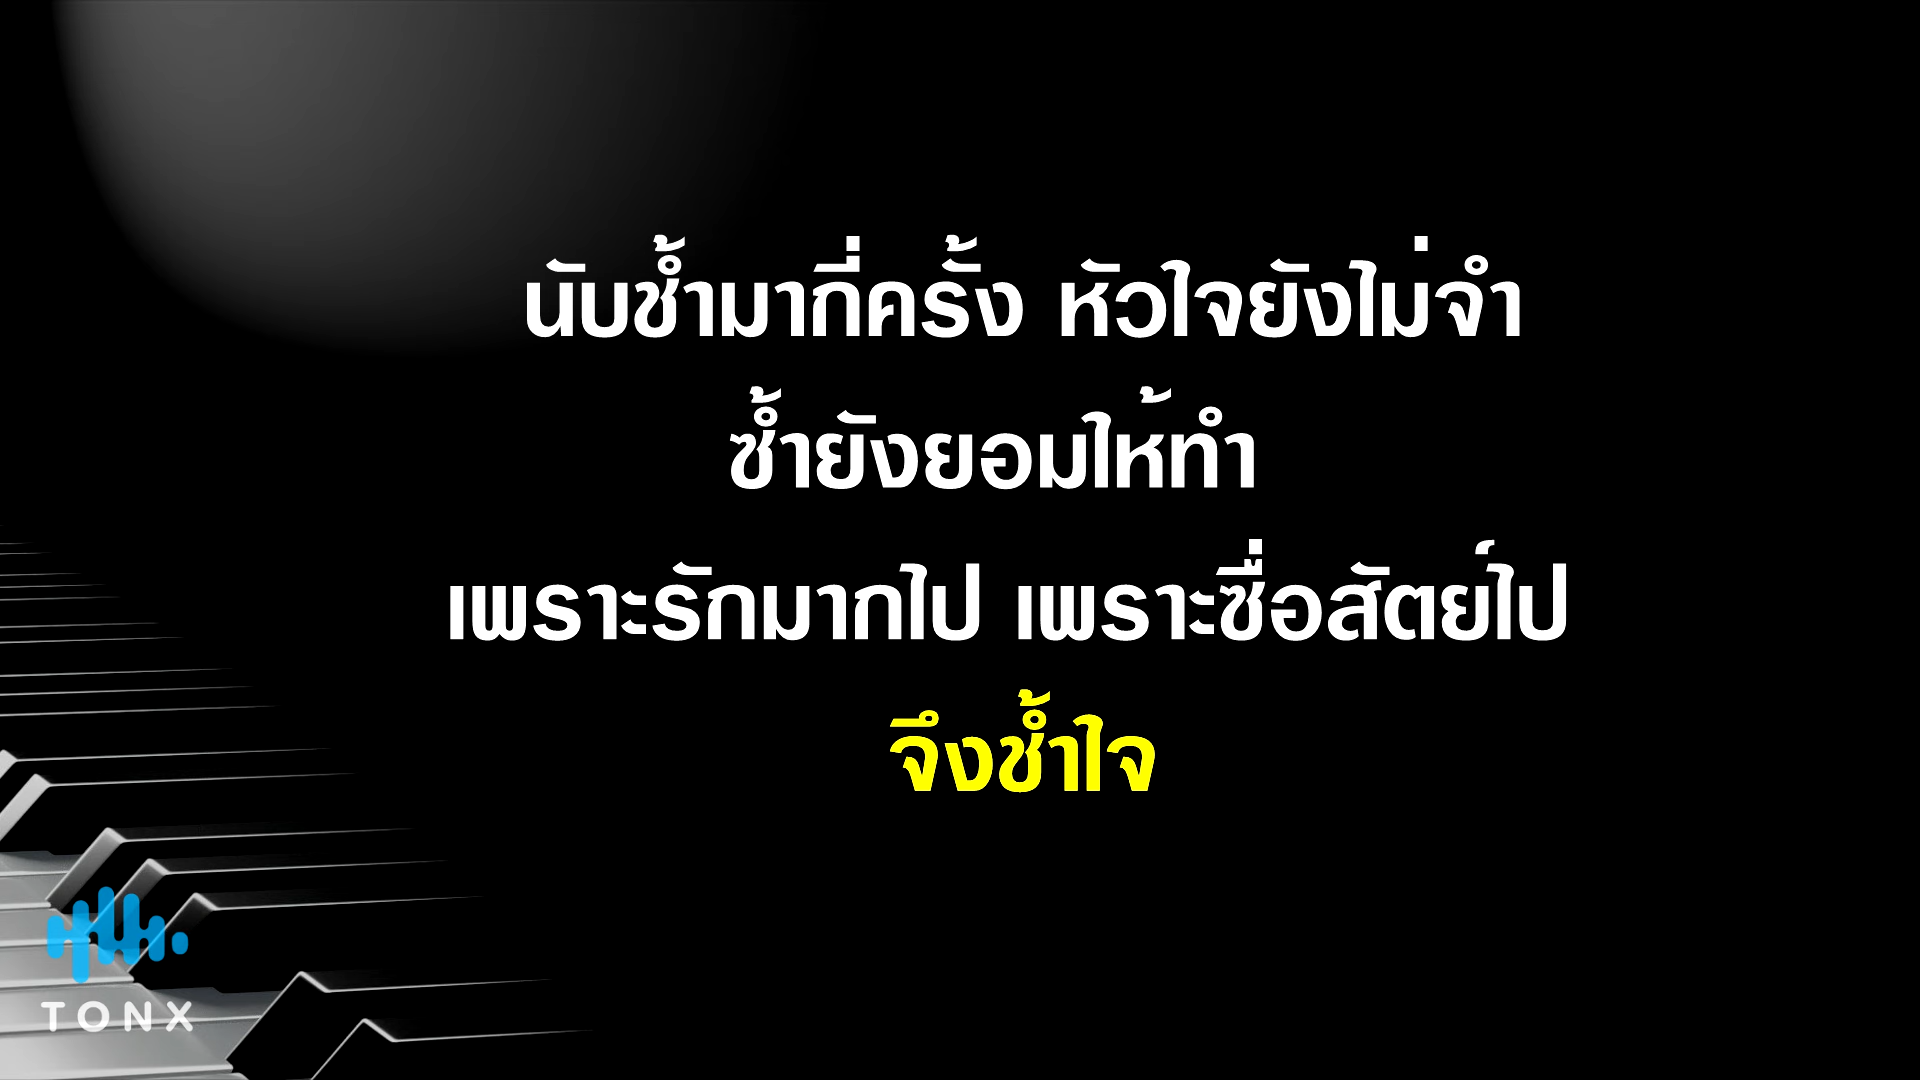 นับช้ำมากี่ครั้ง หัวใจยังไม่จำ
ซ้ำยังยอมให้ทำ
เพราะรักมากไป เพราะซื่อสัตย์ไป
จึงช้ำใจ
TONX